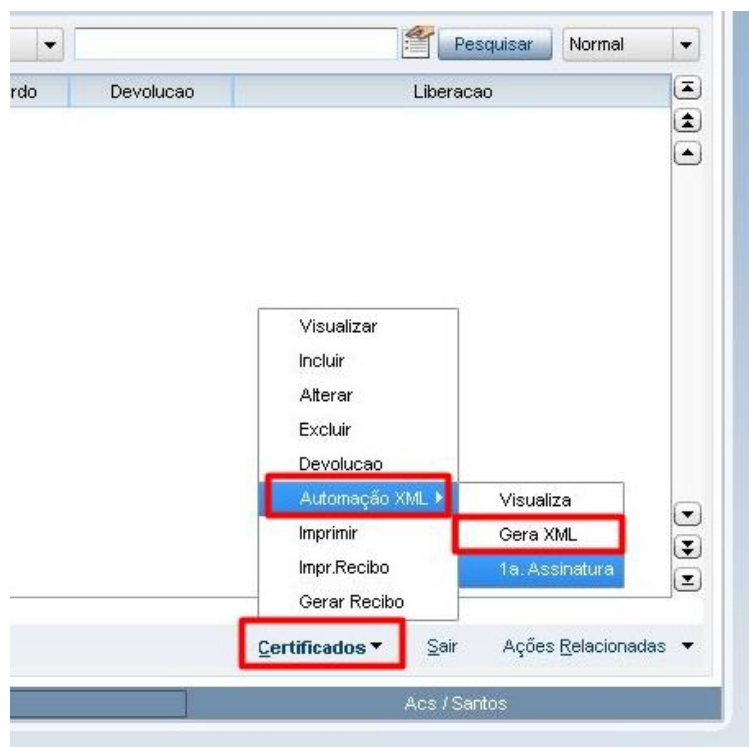 Pesquisar Normal
rdo Devolucao Liberacao
Visualizar
Incluir
Alterar
Excluir
Devolucao
Automação XML Visualiza
Imprimir Gera XML
Impr.Recibo 1a. Assinatura
Gerar Recibo
Certificados Sair Ações Relacionadas
Acs / Santos